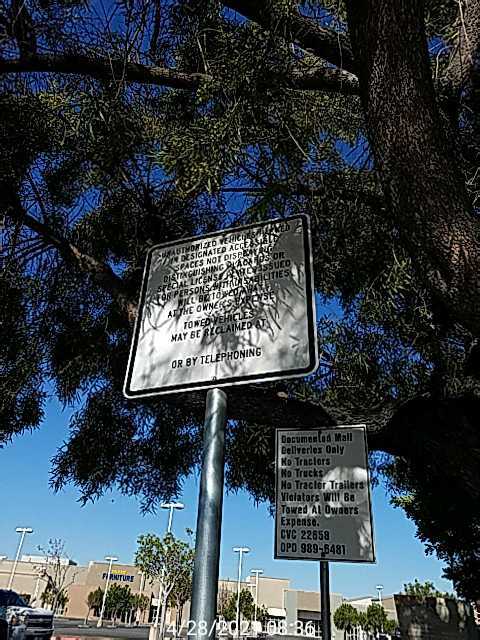 UNAUTHORIZED VEHICLES PARKED
IN DESIGNATED ACCESSIBLE
SPACES NOT DISPLAYING
DISTINGUISHING PLACARDS OR
SPECIAL LICENSE PLATES ISSUED
FOR PERSONS WITH DISABILITIES
WILL BE TOWED AWAY
AT THE OWNER'S EXPENSE
TOWED VEHICLES
MAY BE RECLAIMED AT
OR BY TELEPHONING
Documented Mall
Deliveries Only
No Tractors
No Trucks
No Tractor Trailers
Violators Will Be
Towed At Owners
Expense.
CVC 22658
OPD 989-6481
FURNITURE
4/28/2021 08:36